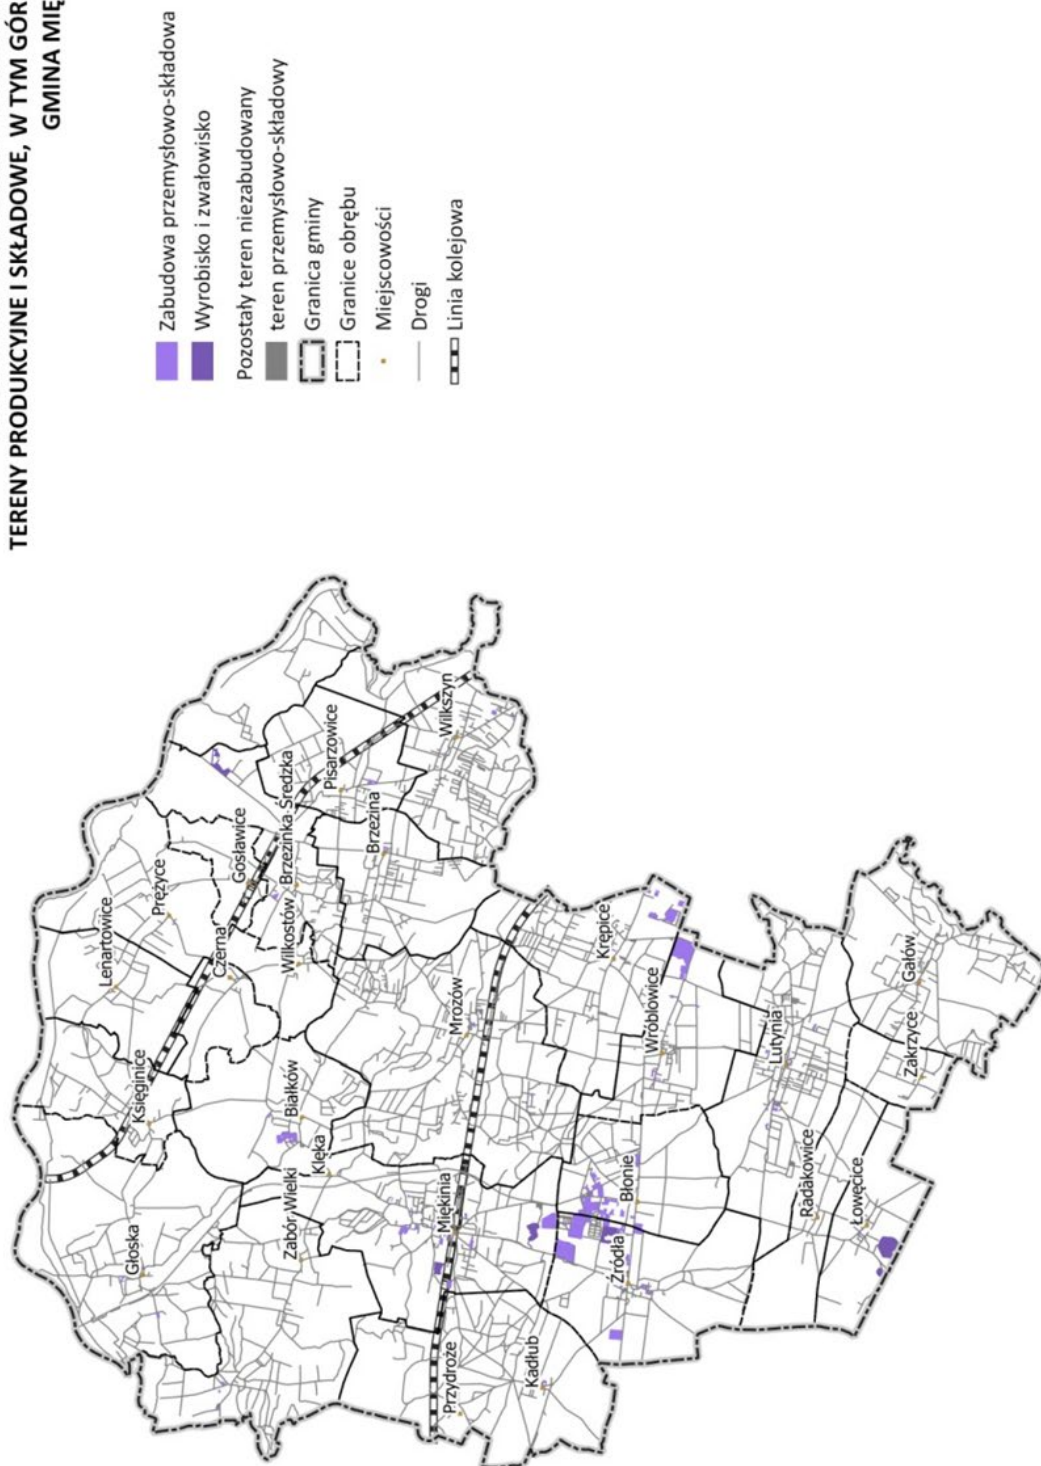 TERENY PRODUKCYJNE I SKŁADOWE, W TYM GÓR
GMINA MIĘ
Zabudowa przemysłowo-składowa
Wyrobisko i zwałowisko
Pozostały teren niezabudowany
teren przemysłowo-składowy
Granica gminy
Granice obrębu
Miejscowości
Drogi
Linia kolejowa
Głoska
Księginice
Lenartowice
Prężyce
Czerna
Gosławice
Brzezinka Średzka
Wilkostów
Pisarzowice
Brzezina
Wilkszyn
Zabór Wielki
Klęka
Białków
Miękinia
Mrozów
Przydroże
Kadłub
Źródła
Błonie
Krępice
Wróblowice
Lutynia
Radakowice
Łowęcice
Zakrzyce
Gałów